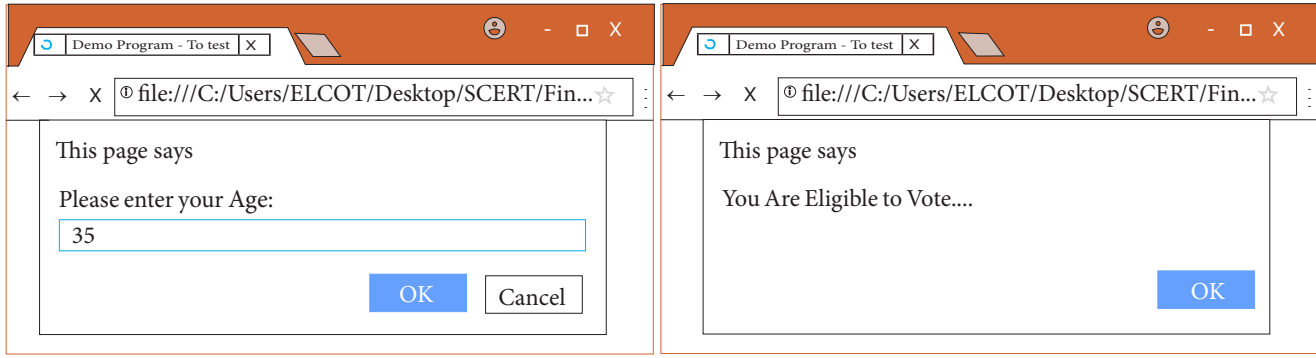 Demo Program - To test X
- X
← → X file:///C:/Users/ELCOT/Desktop/SCERT/Fin...
This page says
Please enter your Age:
35
OK Cancel
Demo Program - To test X
- X
← → X file:///C:/Users/ELCOT/Desktop/SCERT/Fin...
This page says
You Are Eligible to Vote....
OK